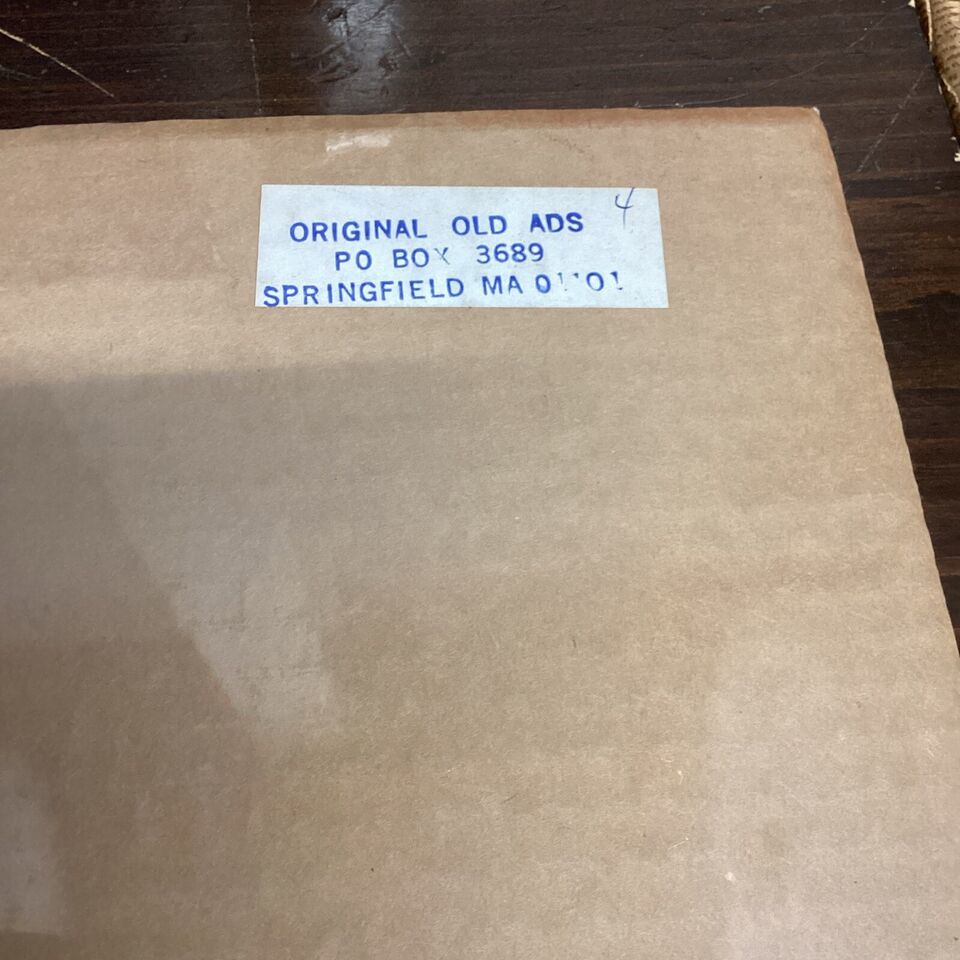 ORIGINAL OLD ADS 4
PO BOX 3689
SPRINGFIELD MA